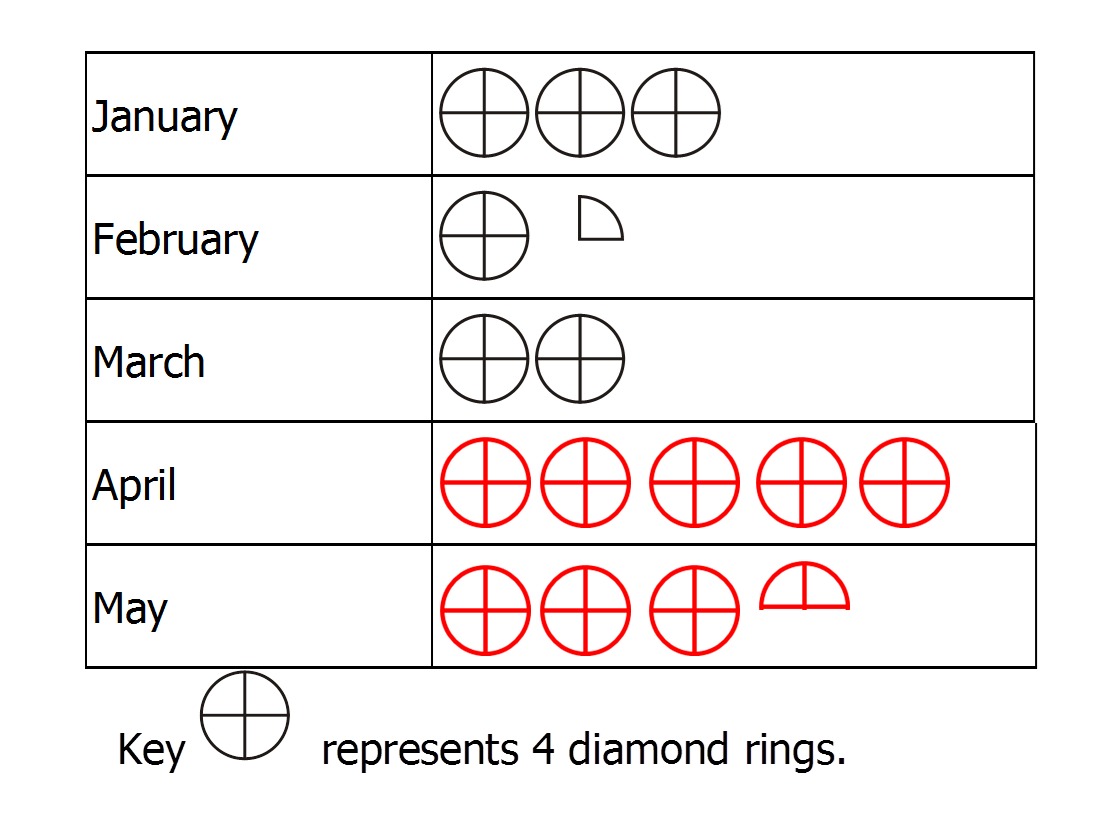 January
February
March
April
May
Key represents 4 diamond rings.